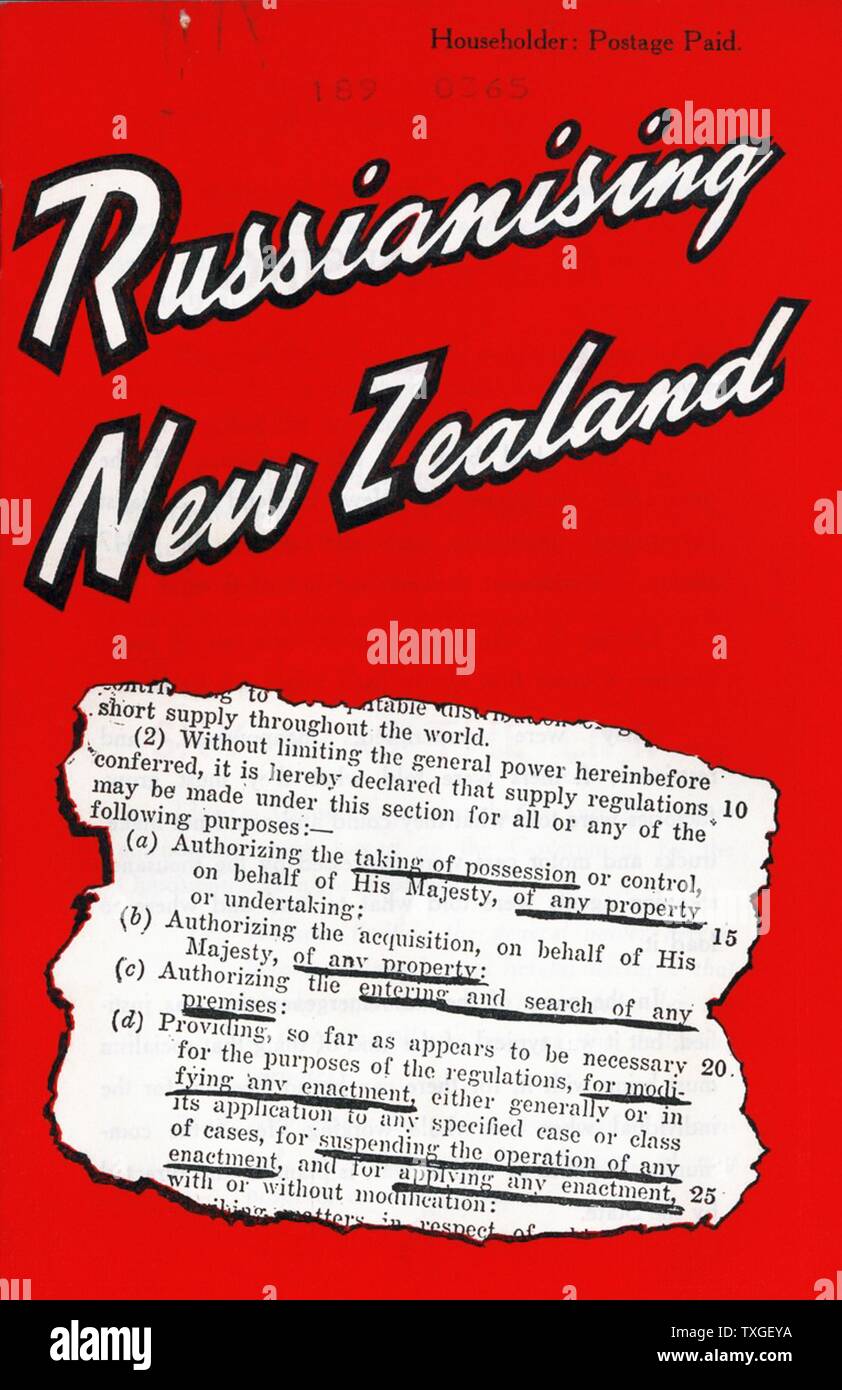 Householder: Postage Paid.
189 0365
Russianising
New Zealand
short supply throughout the world.
(2) Without limiting the general power hereinbefore
conferred, it is hereby declared that supply regulations 10
may be made under this section for all or any of the
following purposes:—
(a) Authorizing the taking of possession or control,
on behalf of His Majesty, of any property
or undertaking: 15
(b) Authorizing the acquisition, on behalf of His
Majesty, of any property:
(c) Authorizing the entering and search of any
premises:
(d) Providing, so far as appears to be necessary 20
for the purposes of the regulations, for modi-
fying any enactment, either generally or in
its application to any specified case or class
of cases, for suspending the operation of any
enactment, and for applying any enactment, 25
with or without modification:
matters in respect of
a
alamy
alamy stock photo
TXGEYA
www.alamy.com